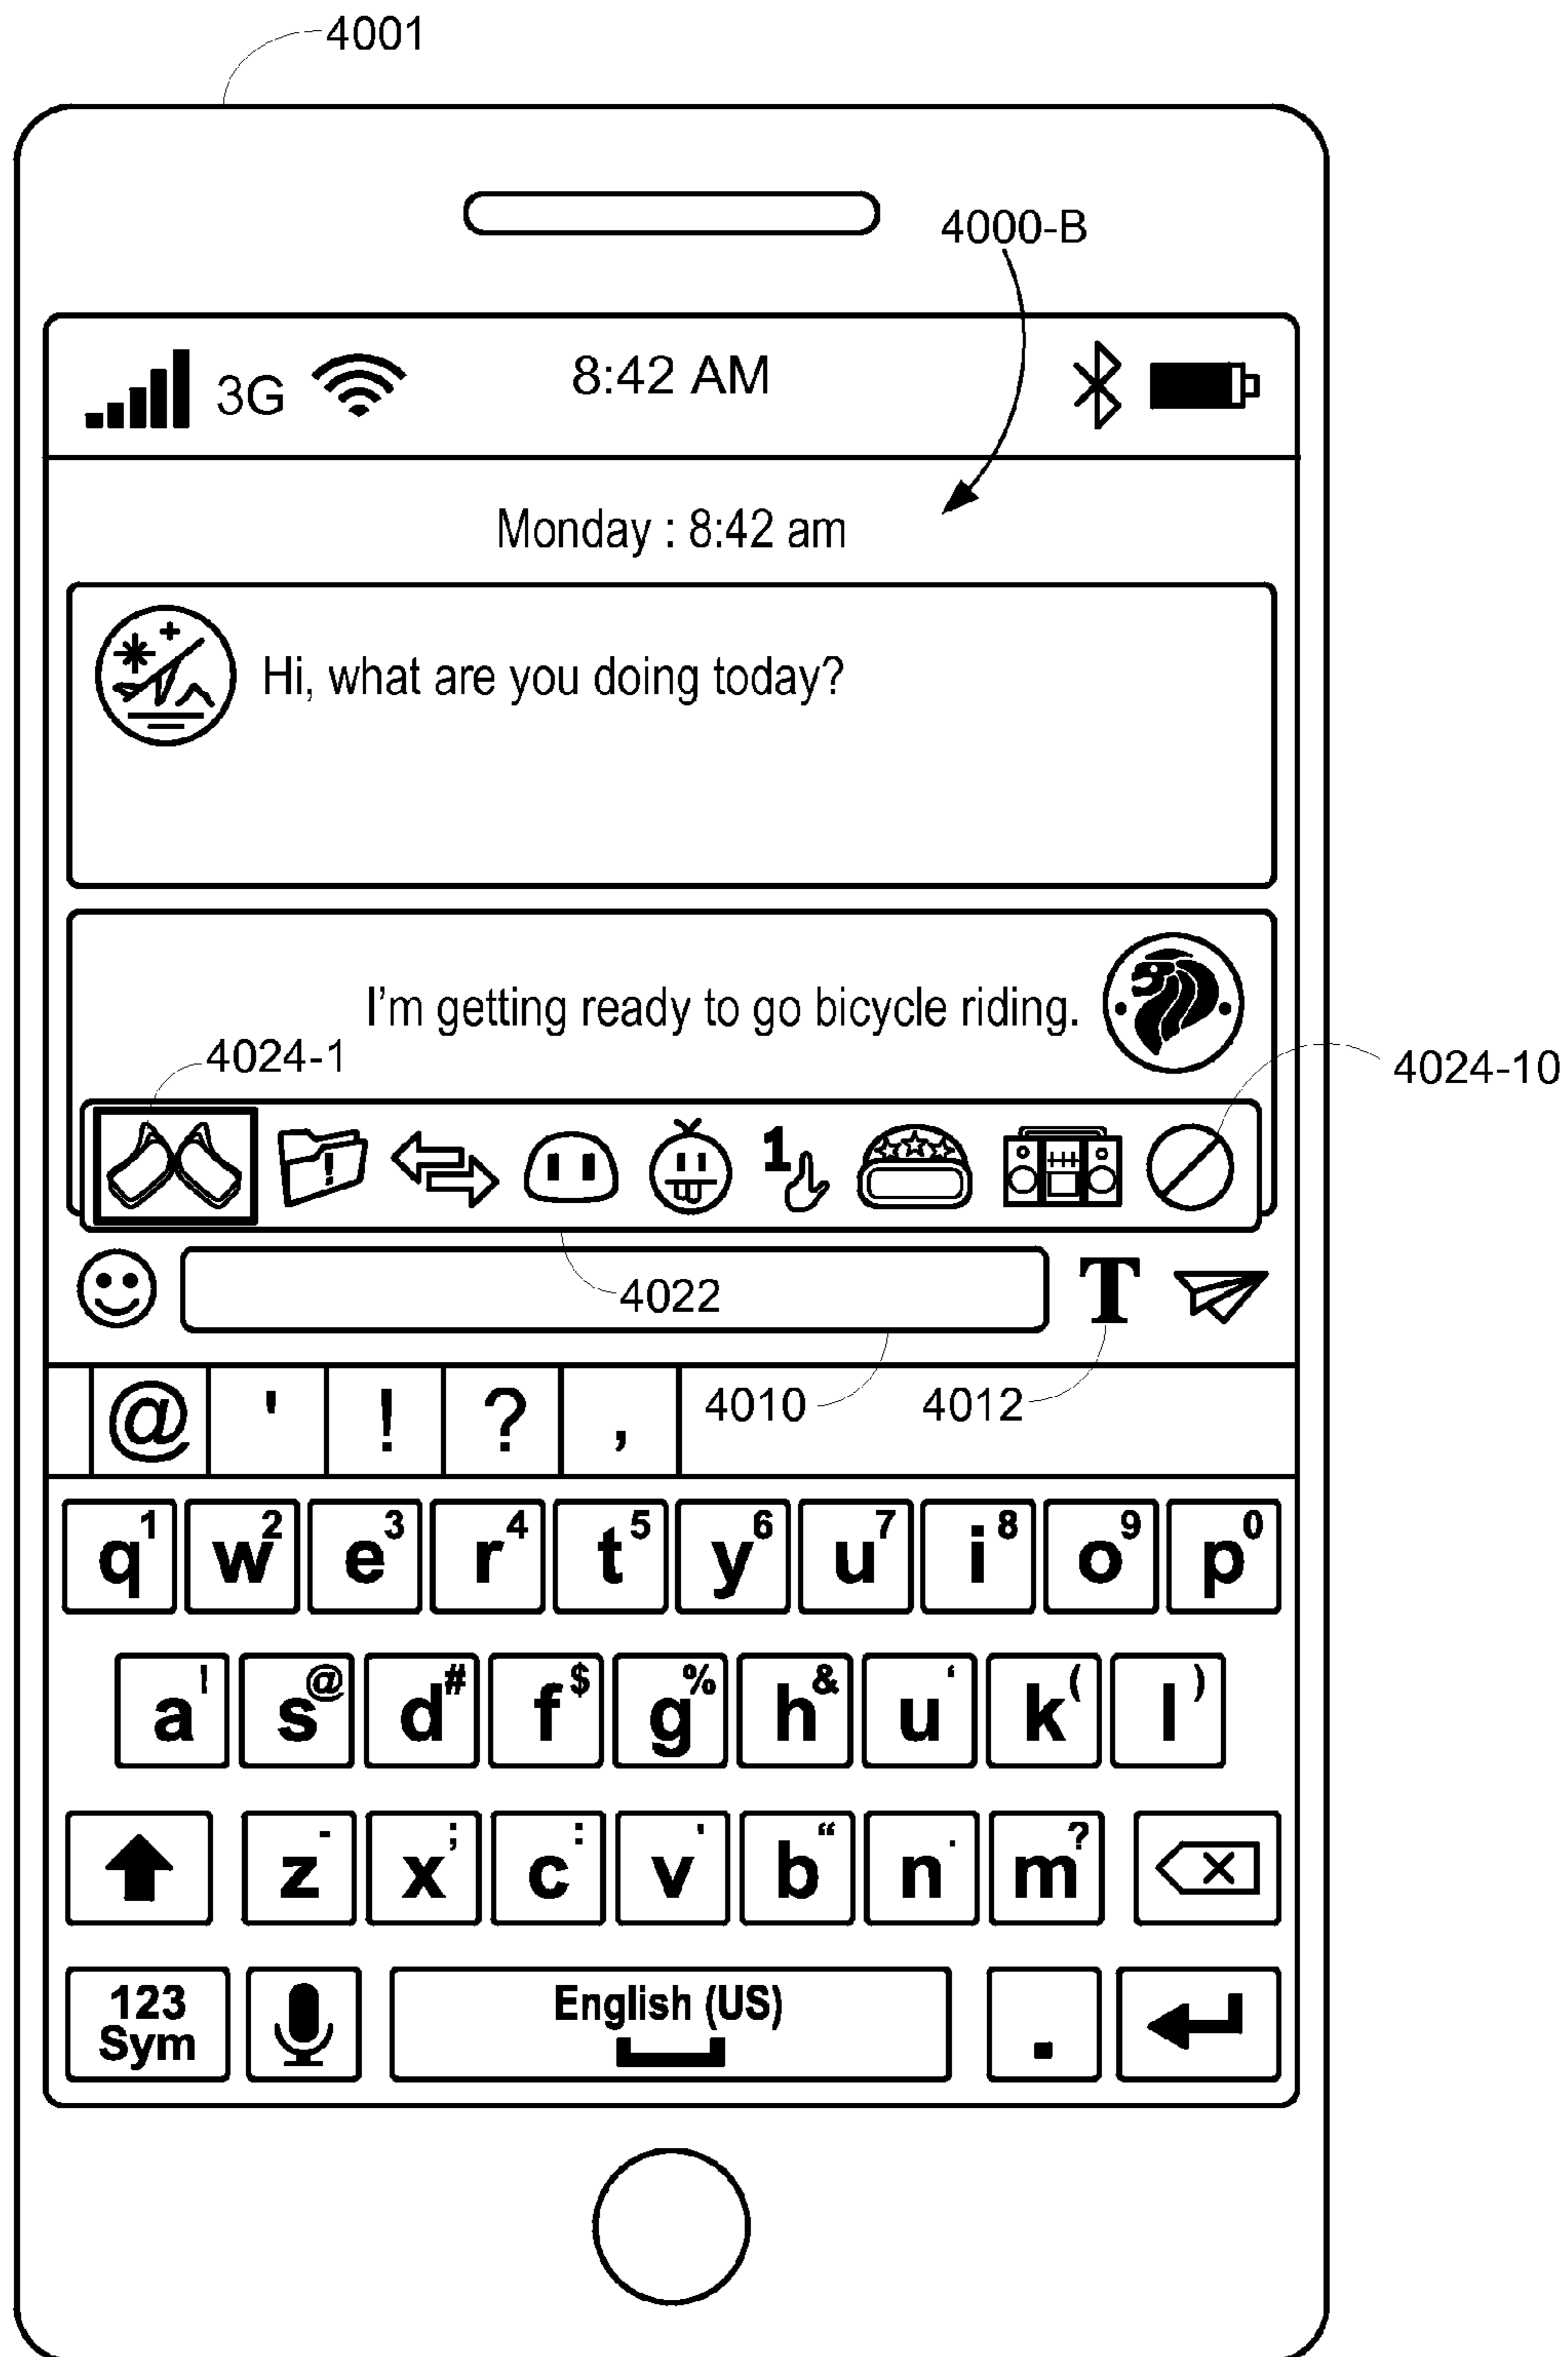 4001
4000-B
3G 8:42 AM
Monday : 8:42 am
Hi, what are you doing today?
I'm getting ready to go bicycle riding.
4024-1
4024-10
!
1
4022
T
@ ' ! ? , 4010 4012
q1 w2 e3 r4 t5 y6 u7 i8 o9 p0
a! s@ d# f$ g% h& u‘ k( l)
z- x; c: v' b“ n. m?
123 English (US) .
Sym